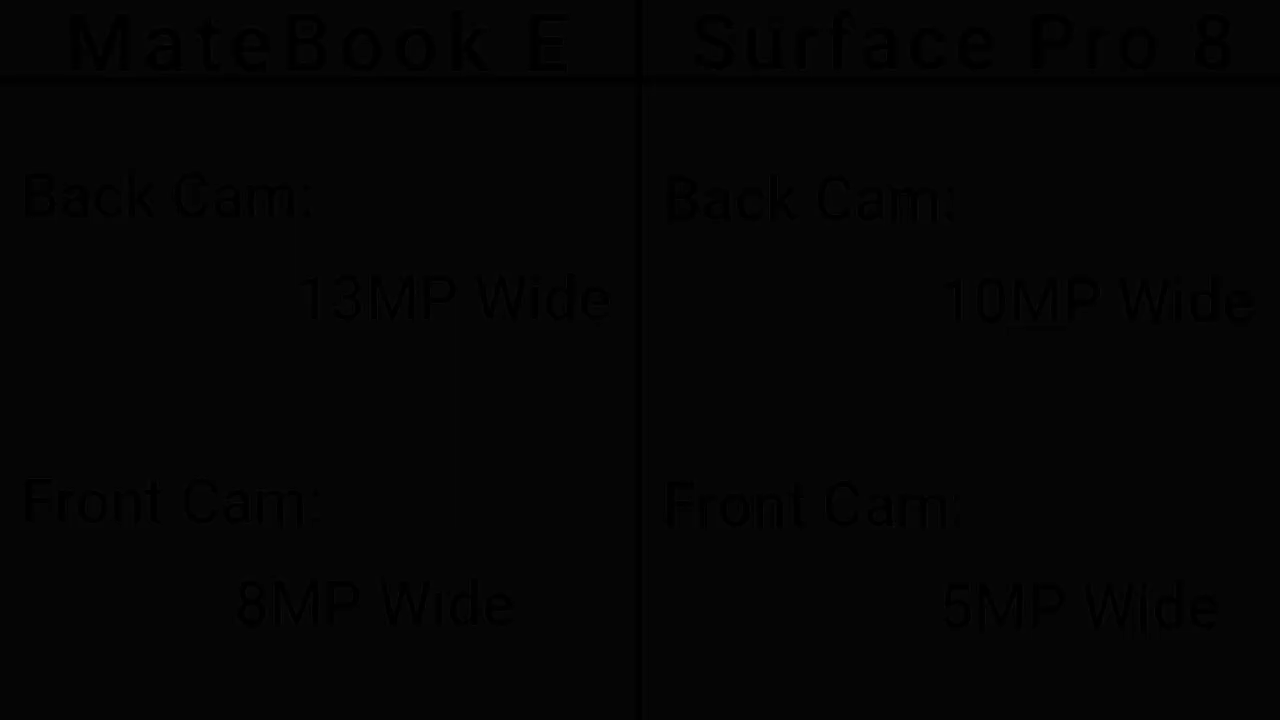 MateBook E
Surface Pro 8
Back Cam:
13MP Wide
Back Cam:
10MP Wide
Front Cam:
8MP Wide
Front Cam:
5MP Wide